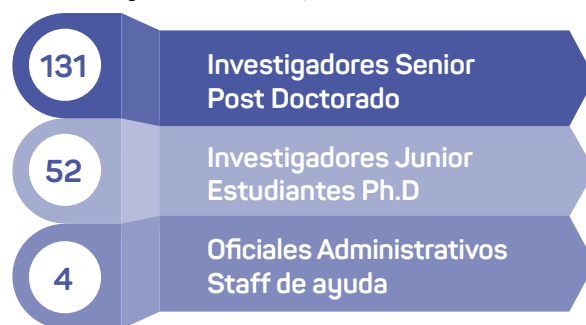 131
Investigadores Senior
Post Doctorado
52
Investigadores Junior
Estudiantes Ph.D
4
Oficiales Administrativos
Staff de ayuda